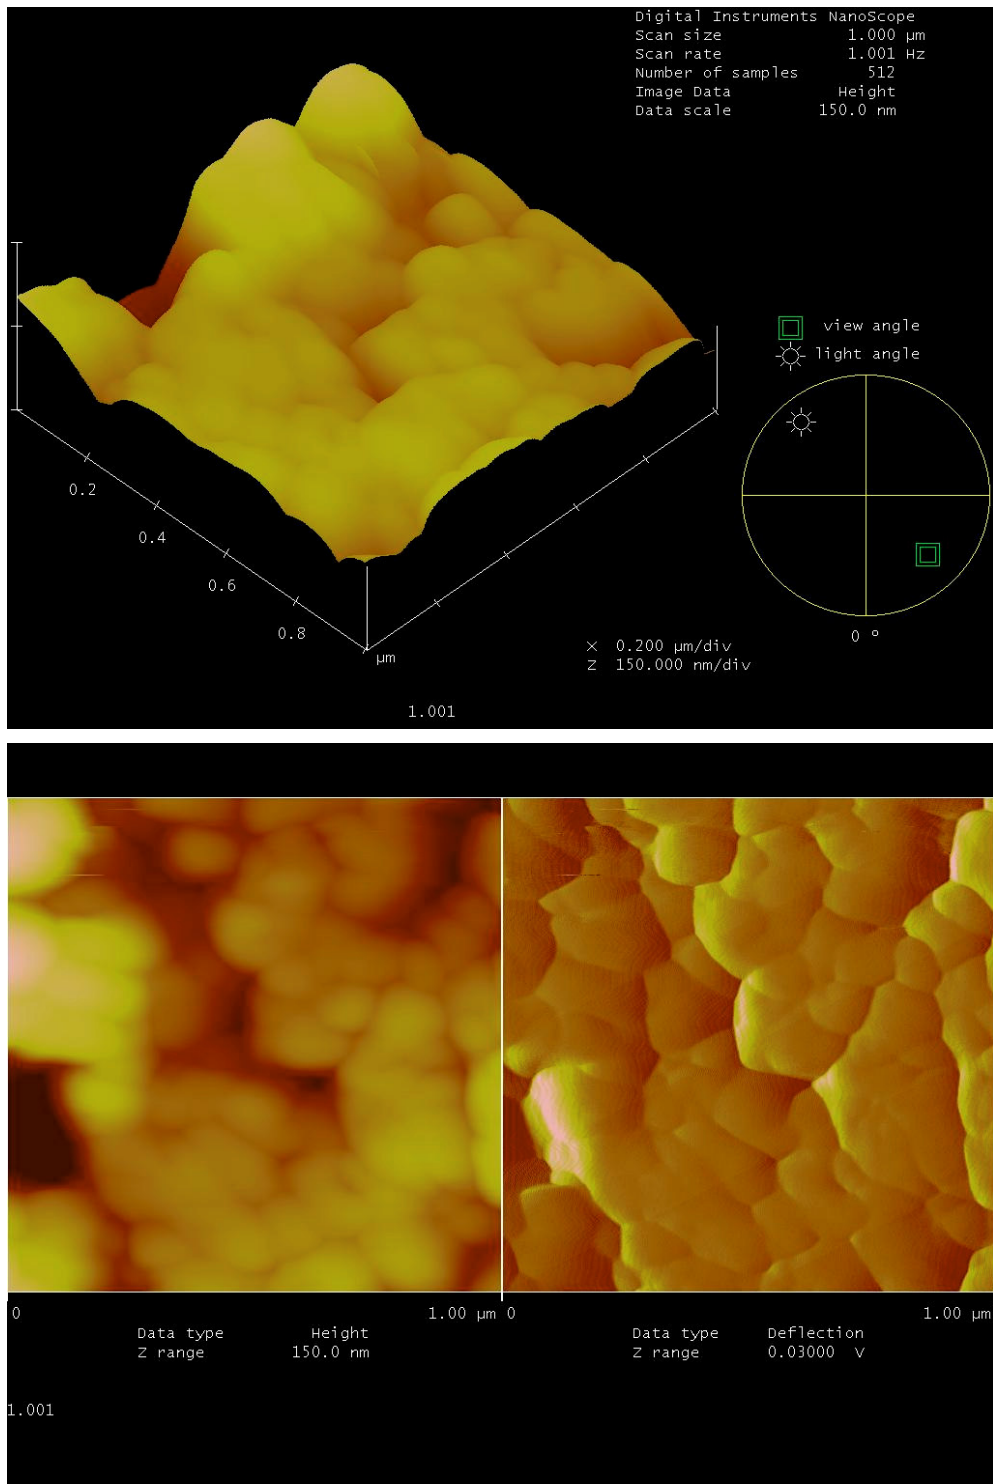 Digital Instruments NanoScope
Scan size 1.000 µm
Scan rate 1.001 Hz
Number of samples 512
Image Data Height
Data scale 150.0 nm
view angle
light angle
0.2
0.4
0.6
0.8
µm
0 º
X 0.200 µm/div
Z 150.000 nm/div
1.001
0 1.00 µm
0 1.00 µm
Data type Height
Z range 150.0 nm
Data type Deflection
Z range 0.03000 V
1.001